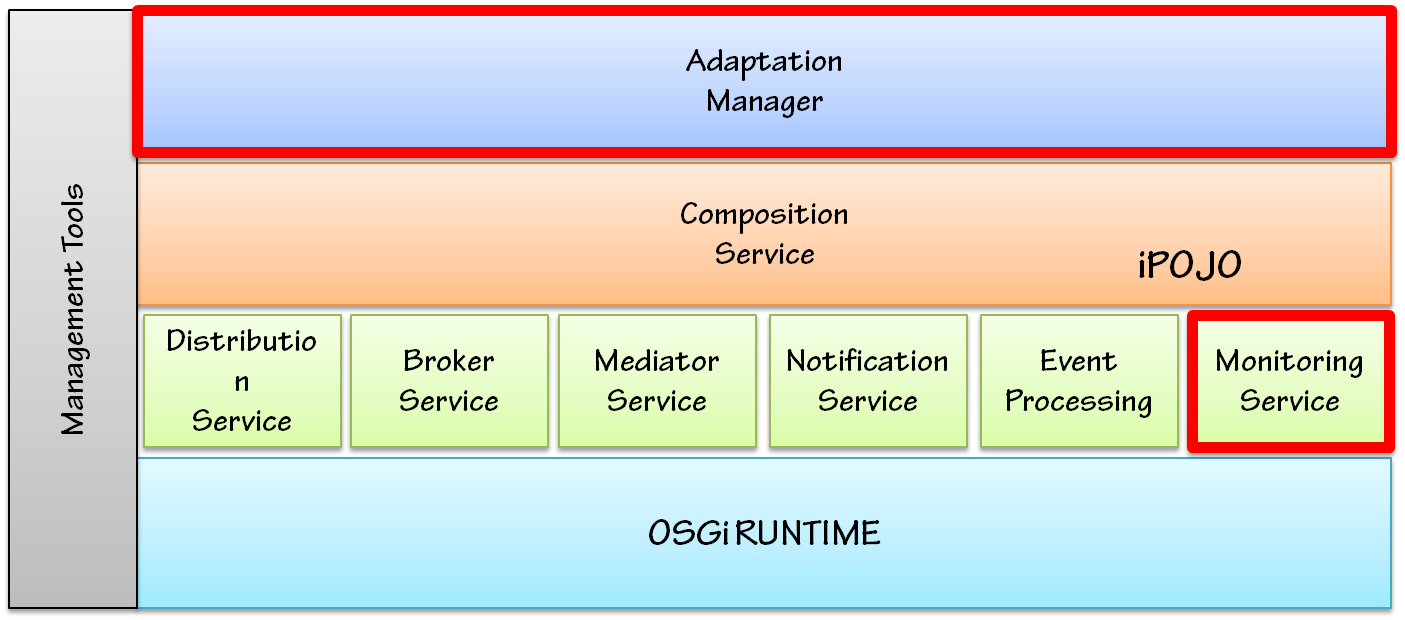 Management Tools
Adaptation
Manager
Composition
Service
iPOJO
Distributio
n
Service
Broker
Service
Mediator
Service
Notification
Service
Event
Processing
Monitoring
Service
OSGi RUNTIME